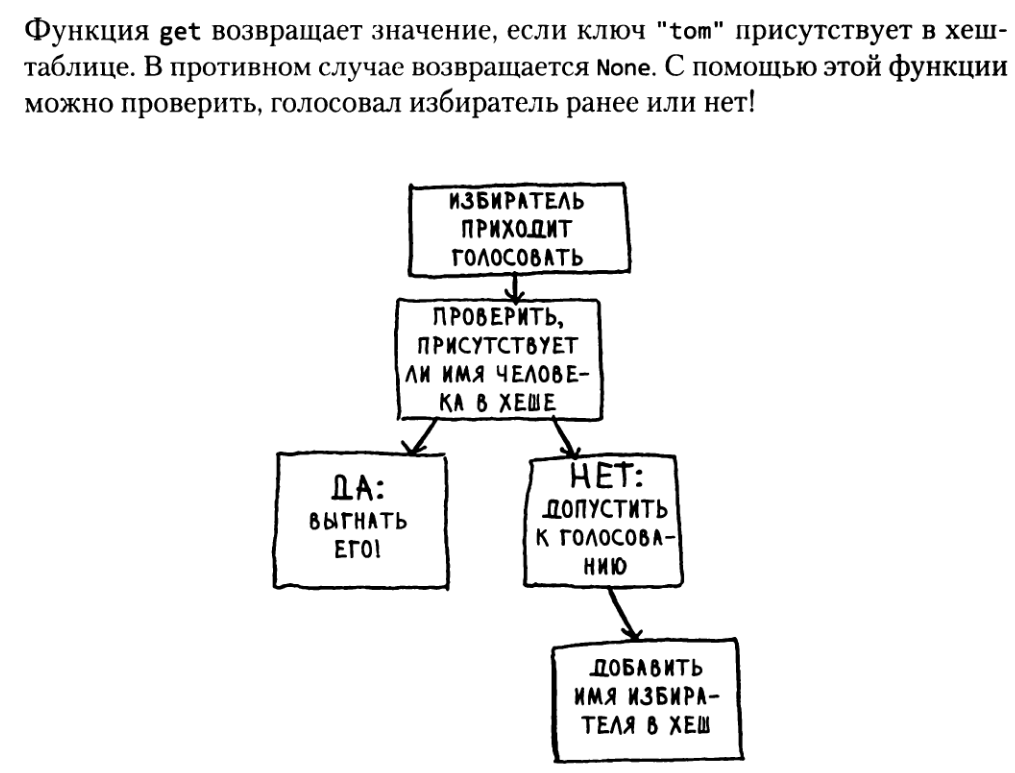 Функция get возвращает значение, если ключ "tom" присутствует в хеш-
таблице. В противном случае возвращается None. С помощью этой функции
можно проверить, голосовал избиратель ранее или нет!
ИЗБИРАТЕЛЬ
ПРИХОДИТ
ГОЛОСОВАТЬ
ПРОВЕРИТЬ,
ПРИСУТСТВУЕТ
ЛИ ИМЯ ЧЕЛОВЕ-
КА В ХЕШЕ
ДА:
ВЫГНАТЬ
ЕГО!
НЕТ:
ДОПУСТИТЬ
К ГОЛОСОВА-
НИЮ
ДОБАВИТЬ
ИМЯ ИЗБИРА-
ТЕЛЯ В ХЕШ